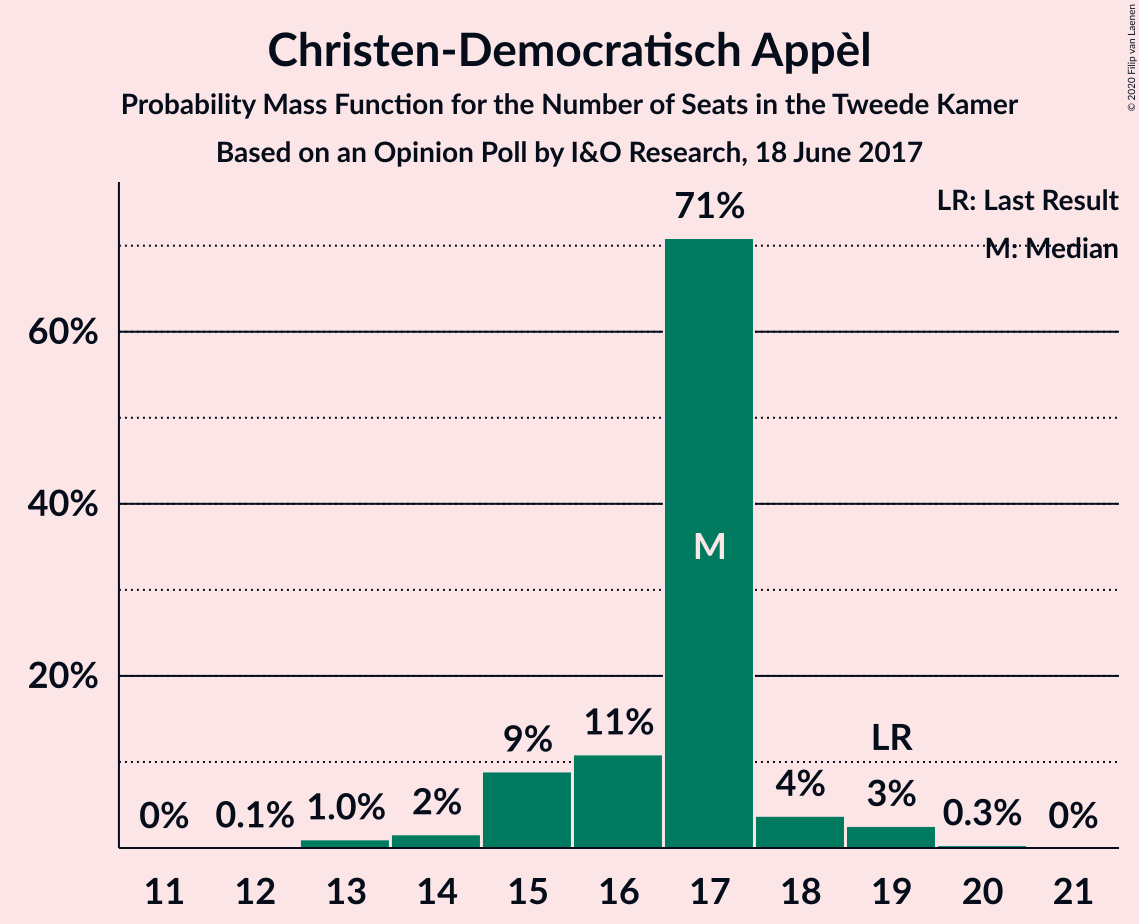 Christen-Democratisch Appèl
Probability Mass Function for the Number of Seats in the Tweede Kamer
Based on an Opinion Poll by I&O Research, 18 June 2017
© 2020 Filip van Laenen
LR: Last Result
M: Median
60%
40%
20%
0%
0.1%
1.0%
2%
9%
11%
71%
M
4%
LR
3%
0.3%
0%
11 12 13 14 15 16 17 18 19 20 21